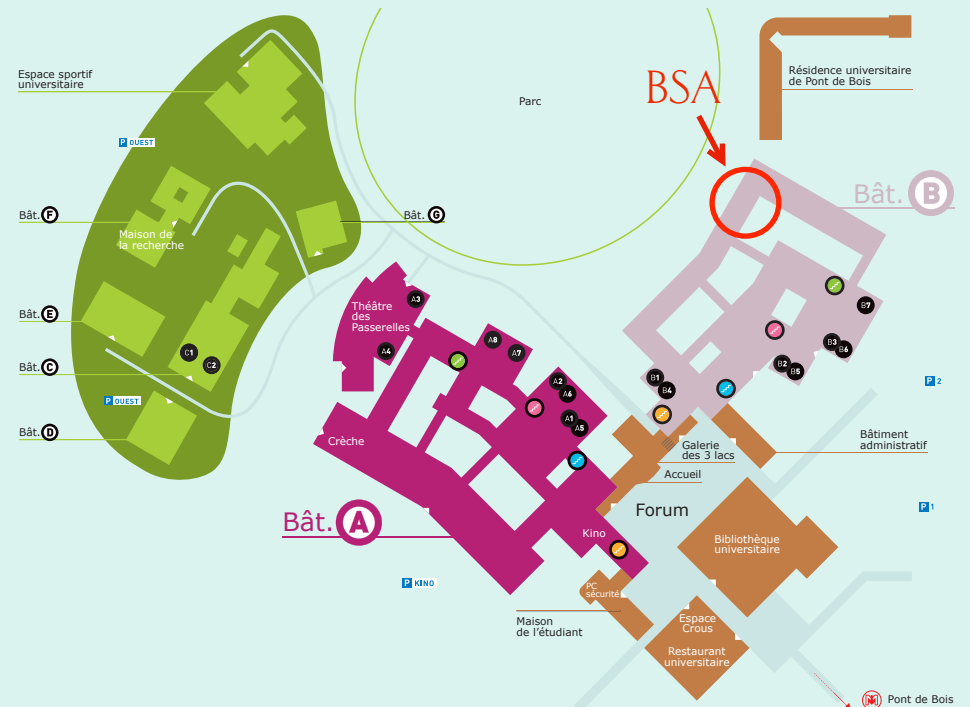 BSA
Espace sportif
universitaire
Parc
Résidence universitaire
de Pont de Bois
P OUEST
Bât. B
Bât. F
Bât. G
Maison de
la recherche
Théâtre
des
Passerelles
A3
A4
A8
A7
B7
B3
B6
B2
B5
B1
B4
Bât. E
C1
C2
Bât. C
P OUEST
A2
A6
A1
A5
P 2
Bât. D
Crèche
Galerie
des 3 lacs
Bâtiment
administratif
Accueil
Bât. A
Forum
P 1
Kino
Bibliothèque
universitaire
P KINO
PC
sécurité
Maison
de l'étudiant
Espace
Crous
Restaurant
universitaire
M Pont de Bois